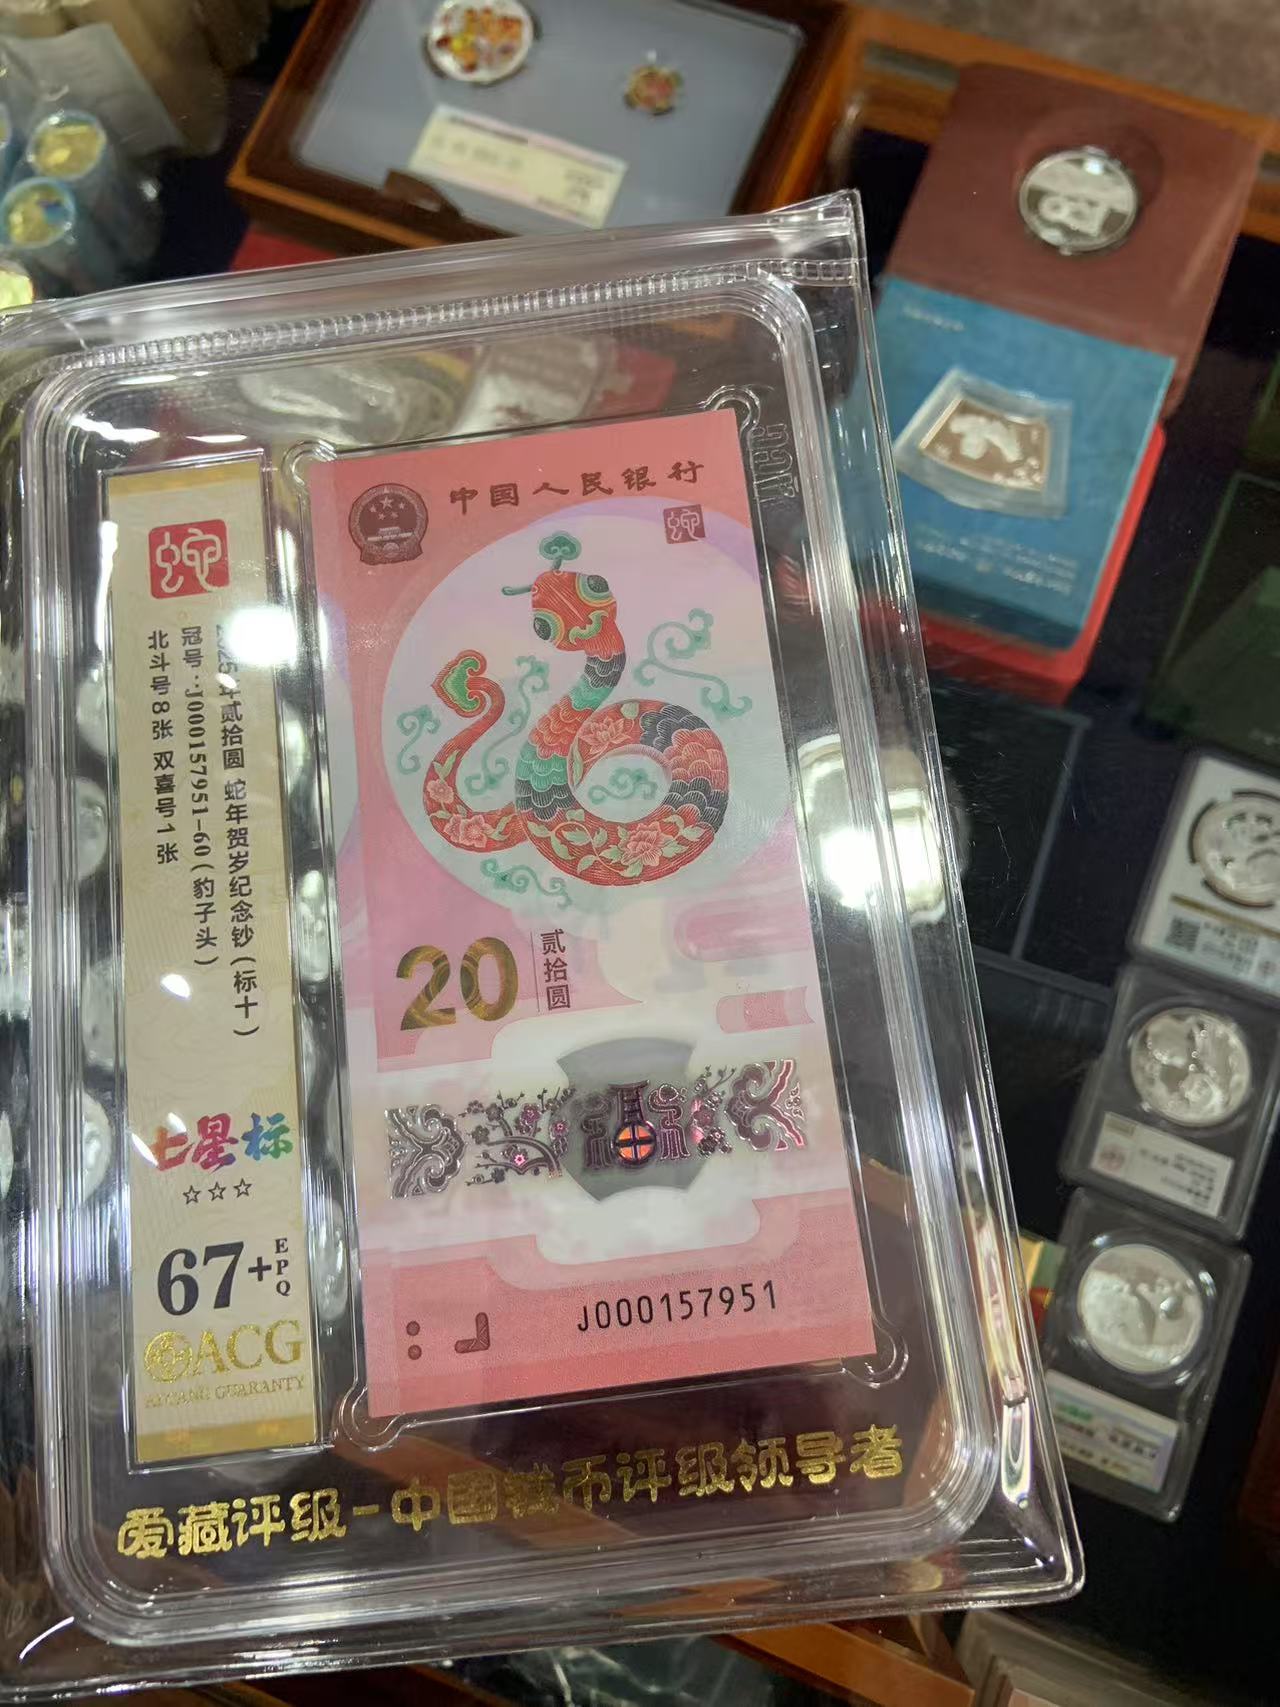 中国人民银行
蛇
20
贰拾圆
J000157951
蛇
2025年贰拾圆 蛇年贺岁纪念钞(标十)
冠号:J000157951-60(豹子头)
北斗号8张 双喜号1张
七星标
☆☆☆
67+EPQ
ACG
AICANG GUARANTY
爱藏评级-中国钱币评级领导者